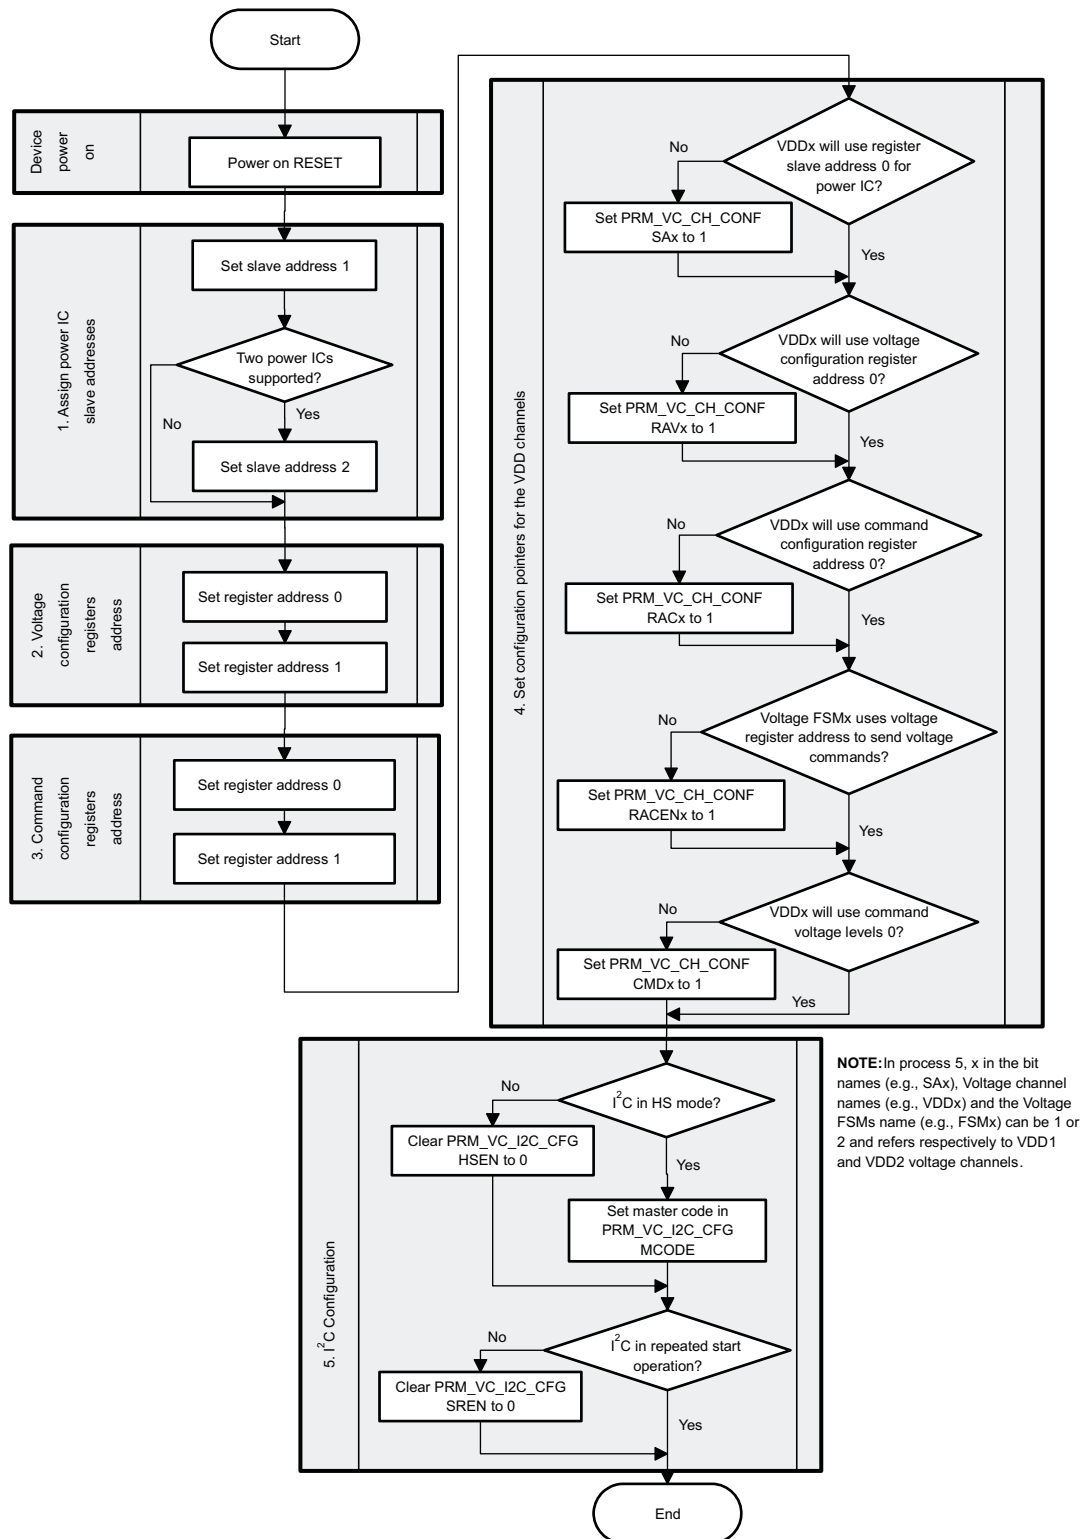 Start
Device
power
on
Power on RESET
1. Assign power IC
slave addresses
Set slave address 1
Two power ICs
supported?
No
Yes
Set slave address 2
2. Voltage
configuration
registers
address
Set register address 0
Set register address 1
3. Command
configuration
registers
address
Set register address 0
Set register address 1
4. Set configuration pointers for the VDD channels
VDDx will use register
slave address 0 for
power IC?
No
Set PRM_VC_CH_CONF
SAx to 1
Yes
VDDx will use voltage
configuration register
address 0?
No
Set PRM_VC_CH_CONF
RAVx to 1
Yes
VDDx will use command
configuration register
address 0?
No
Set PRM_VC_CH_CONF
RACx to 1
Yes
Voltage FSMx uses voltage
register address to send voltage
commands?
No
Set PRM_VC_CH_CONF
RACENx to 1
Yes
VDDx will use command
voltage levels 0?
No
Set PRM_VC_CH_CONF
CMDx to 1
Yes
5. I²C Configuration
I²C in HS mode?
No
Clear PRM_VC_I2C_CFG
HSEN to 0
Yes
Set master code in
PRM_VC_I2C_CFG
MCODE
I²C in repeated start
operation?
No
Clear PRM_VC_I2C_CFG
SREN to 0
Yes
End
NOTE: In process 5, x in the bit
names (e.g., SAx), Voltage channel
names (e.g., VDDx) and the Voltage
FSMs name (e.g., FSMx) can be 1 or
2 and refers respectively to VDD1
and VDD2 voltage channels.